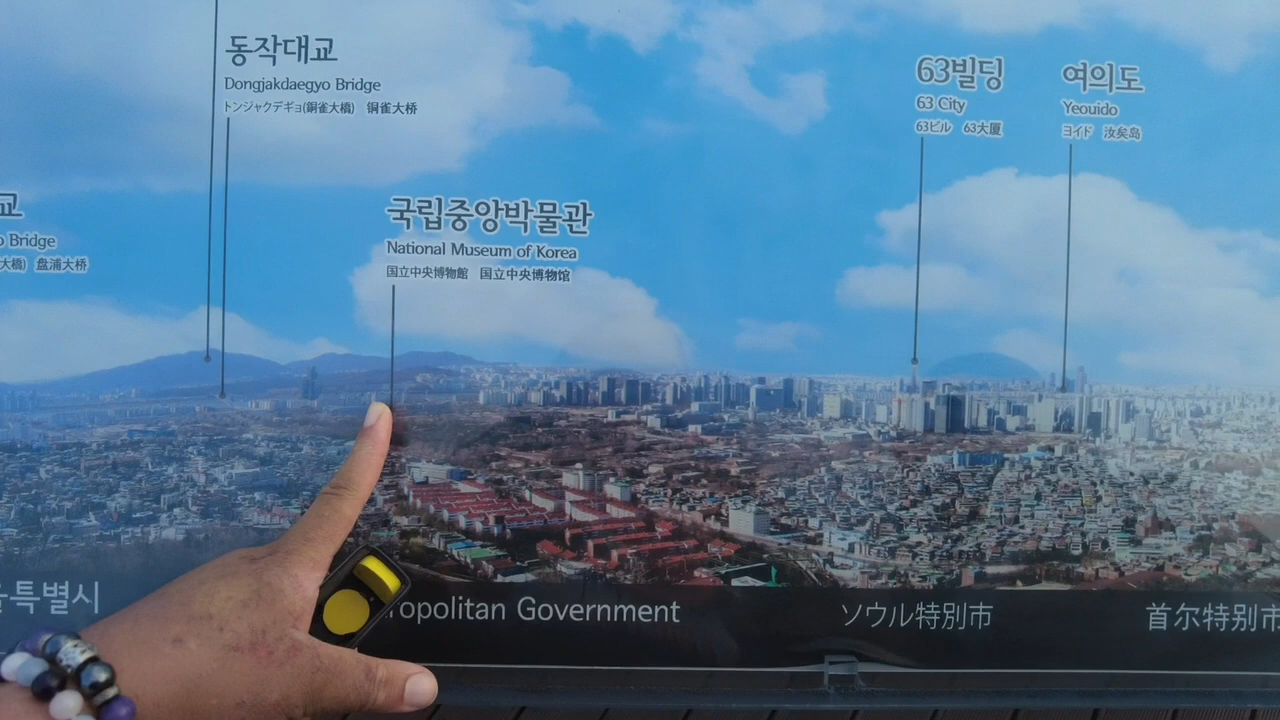 동작대교
Dongjakdaegyo Bridge
トンジャクデギョ(銅雀大橋) 铜雀大桥
63빌딩
63 City
63ビル 63大厦
여의도
Yeouido
ヨイド 汝矣岛
교
o Bridge
大橋) 盘浦大桥
국립중앙박물관
National Museum of Korea
国立中央博物館 国立中央博物馆
울특별시
ropolitan Government
ソウル特別市
首尔特别市